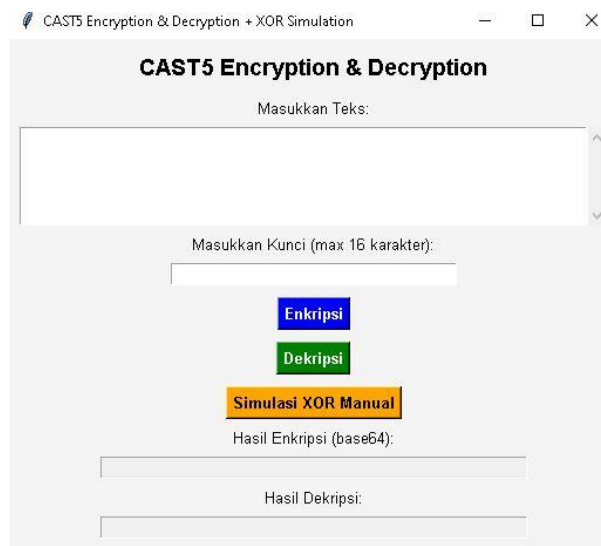 CAST5 Encryption & Decryption + XOR Simulation
CAST5 Encryption & Decryption
Masukkan Teks:
Masukkan Kunci (max 16 karakter):
Enkripsi
Dekripsi
Simulasi XOR Manual
Hasil Enkripsi (base64):
Hasil Dekripsi: